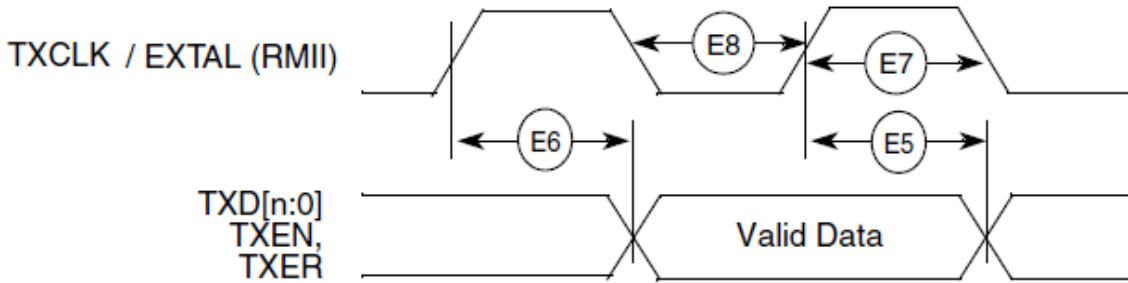 TXCLK / EXTAL (RMII)
E8
E7
E6
E5
TXD[n:0]
TXEN,
TXER
Valid Data